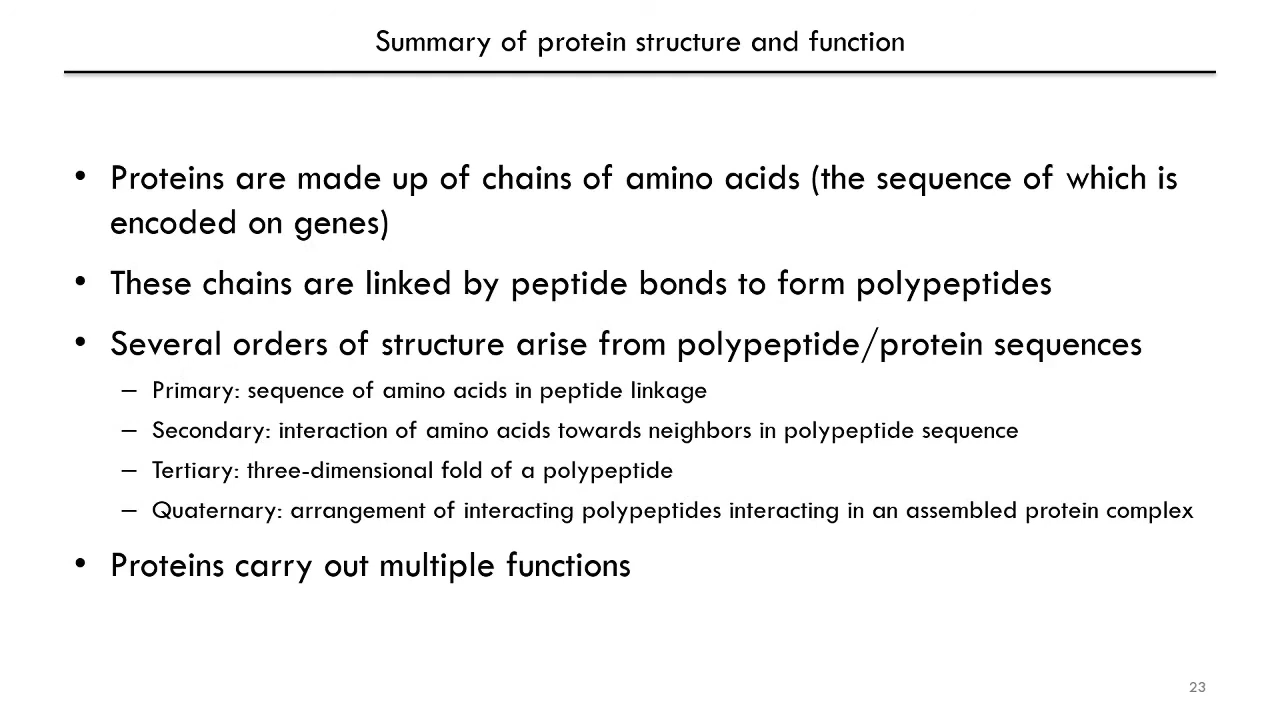 Summary of protein structure and function
• Proteins are made up of chains of amino acids (the sequence of which is
encoded on genes)
• These chains are linked by peptide bonds to form polypeptides
• Several orders of structure arise from polypeptide/protein sequences
– Primary: sequence of amino acids in peptide linkage
– Secondary: interaction of amino acids towards neighbors in polypeptide sequence
– Tertiary: three-dimensional fold of a polypeptide
– Quaternary: arrangement of interacting polypeptides interacting in an assembled protein complex
• Proteins carry out multiple functions
23